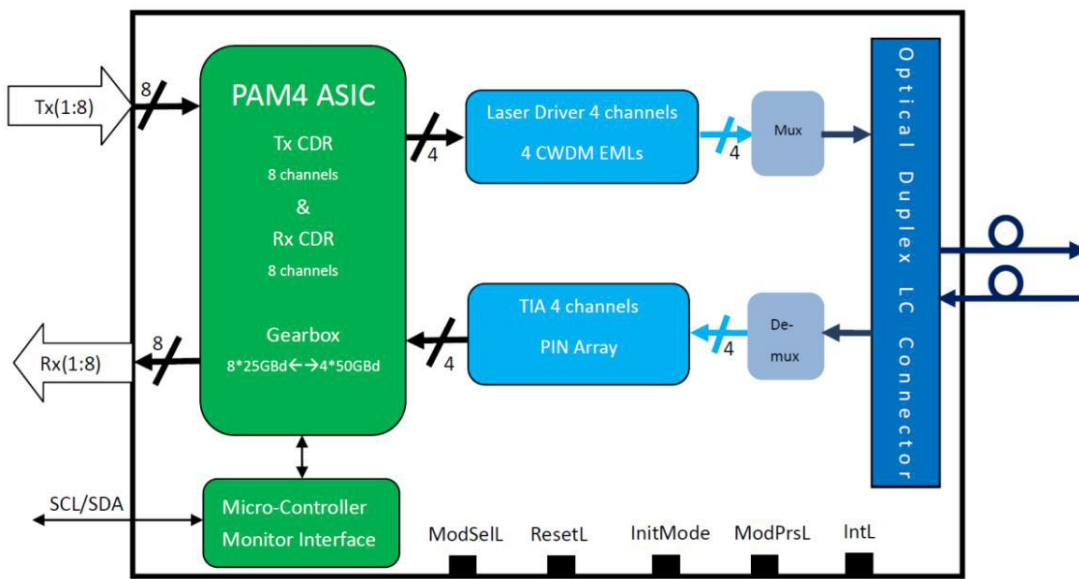 Tx(1:8)
8
PAM4 ASIC
Tx CDR
8 channels
&
Rx CDR
8 channels
Gearbox
8*25GBd←→4*50GBd
4
Laser Driver 4 channels
4 CWDM EMLs
4
Mux
Optical Duplex LC Connector
Rx(1:8)
8
4
TIA 4 channels
PIN Array
4
De-
mux
SCL/SDA
Micro-Controller
Monitor Interface
ModSelL
ResetL
InitMode
ModPrsL
IntL